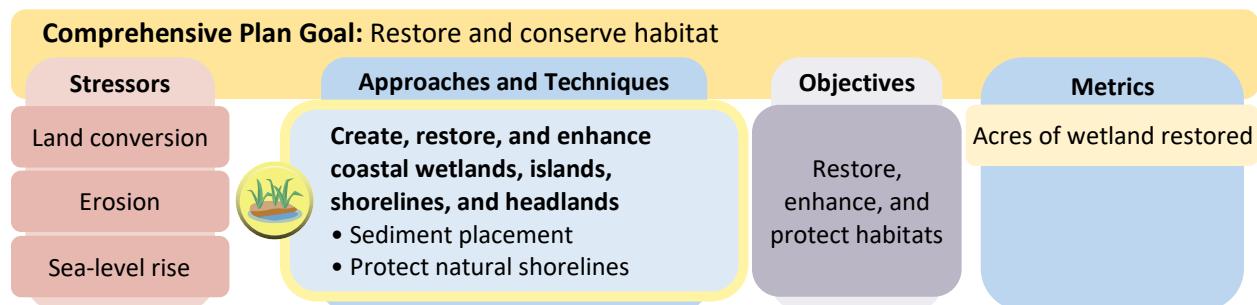 Comprehensive Plan Goal: Restore and conserve habitat
Stressors
Land conversion
Erosion
Sea-level rise
Approaches and Techniques
Create, restore, and enhance
coastal wetlands, islands,
shorelines, and headlands
• Sediment placement
• Protect natural shorelines
Objectives
Restore,
enhance, and
protect habitats
Metrics
Acres of wetland restored